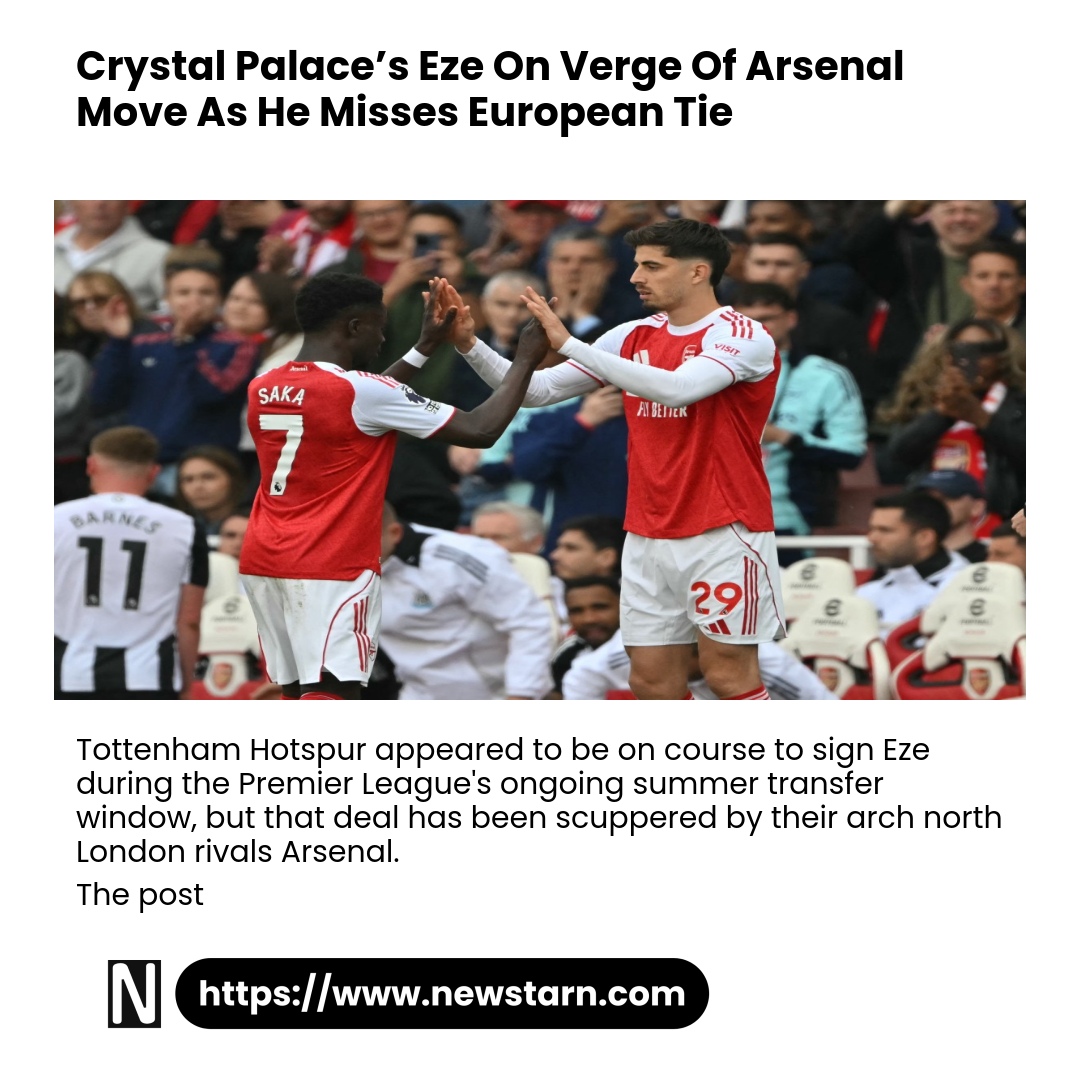 Crystal Palace’s Eze On Verge Of Arsenal
Move As He Misses European Tie
SAKA
7
BARNES
11
VISIT
FLY BETTER
29
Tottenham Hotspur appeared to be on course to sign Eze
during the Premier League's ongoing summer transfer
window, but that deal has been scuppered by their arch north
London rivals Arsenal.
The post
N
https://www.newstarn.com